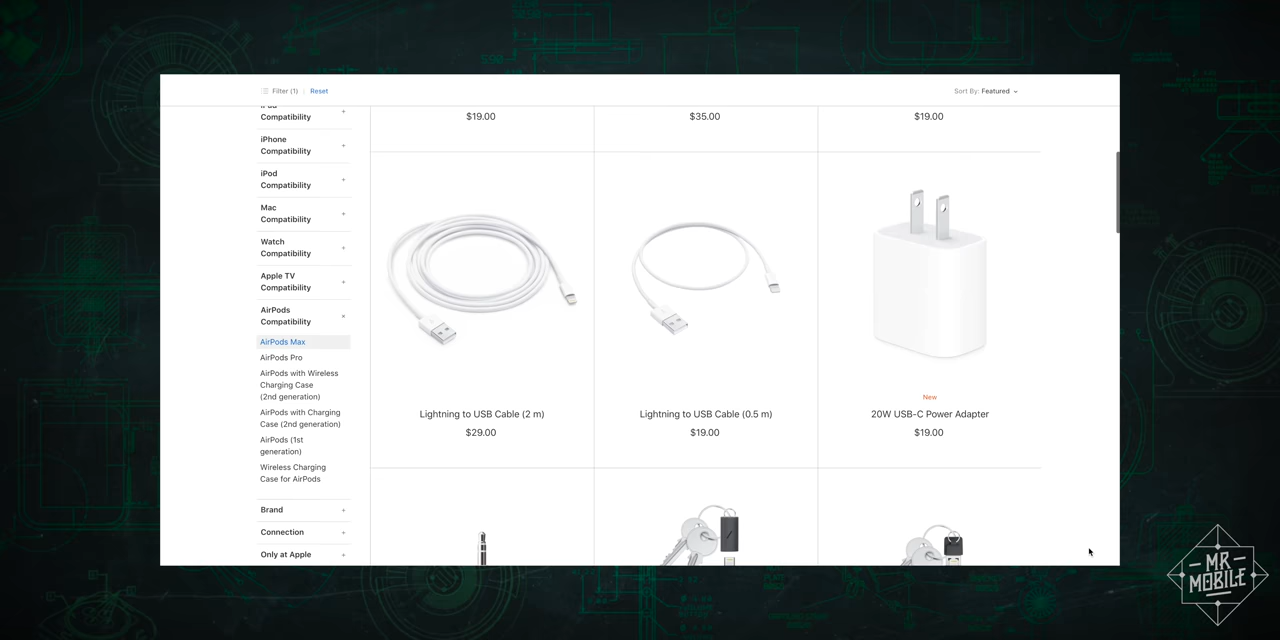 Filter (1)
Reset
Sort By: Featured
iPad
Compatibility
iPhone
Compatibility
iPod
Compatibility
Mac
Compatibility
Watch
Compatibility
Apple TV
Compatibility
AirPods
Compatibility
AirPods Max
AirPods Pro
AirPods with Wireless
Charging Case
(2nd generation)
AirPods with Charging
Case (2nd generation)
AirPods (1st
generation)
Wireless Charging
Case for AirPods
Brand
Connection
Only at Apple
$19.00
$35.00
$19.00
Lightning to USB Cable (2 m)
$29.00
Lightning to USB Cable (0.5 m)
$19.00
New
20W USB-C Power Adapter
$19.00
MR
MOBILE